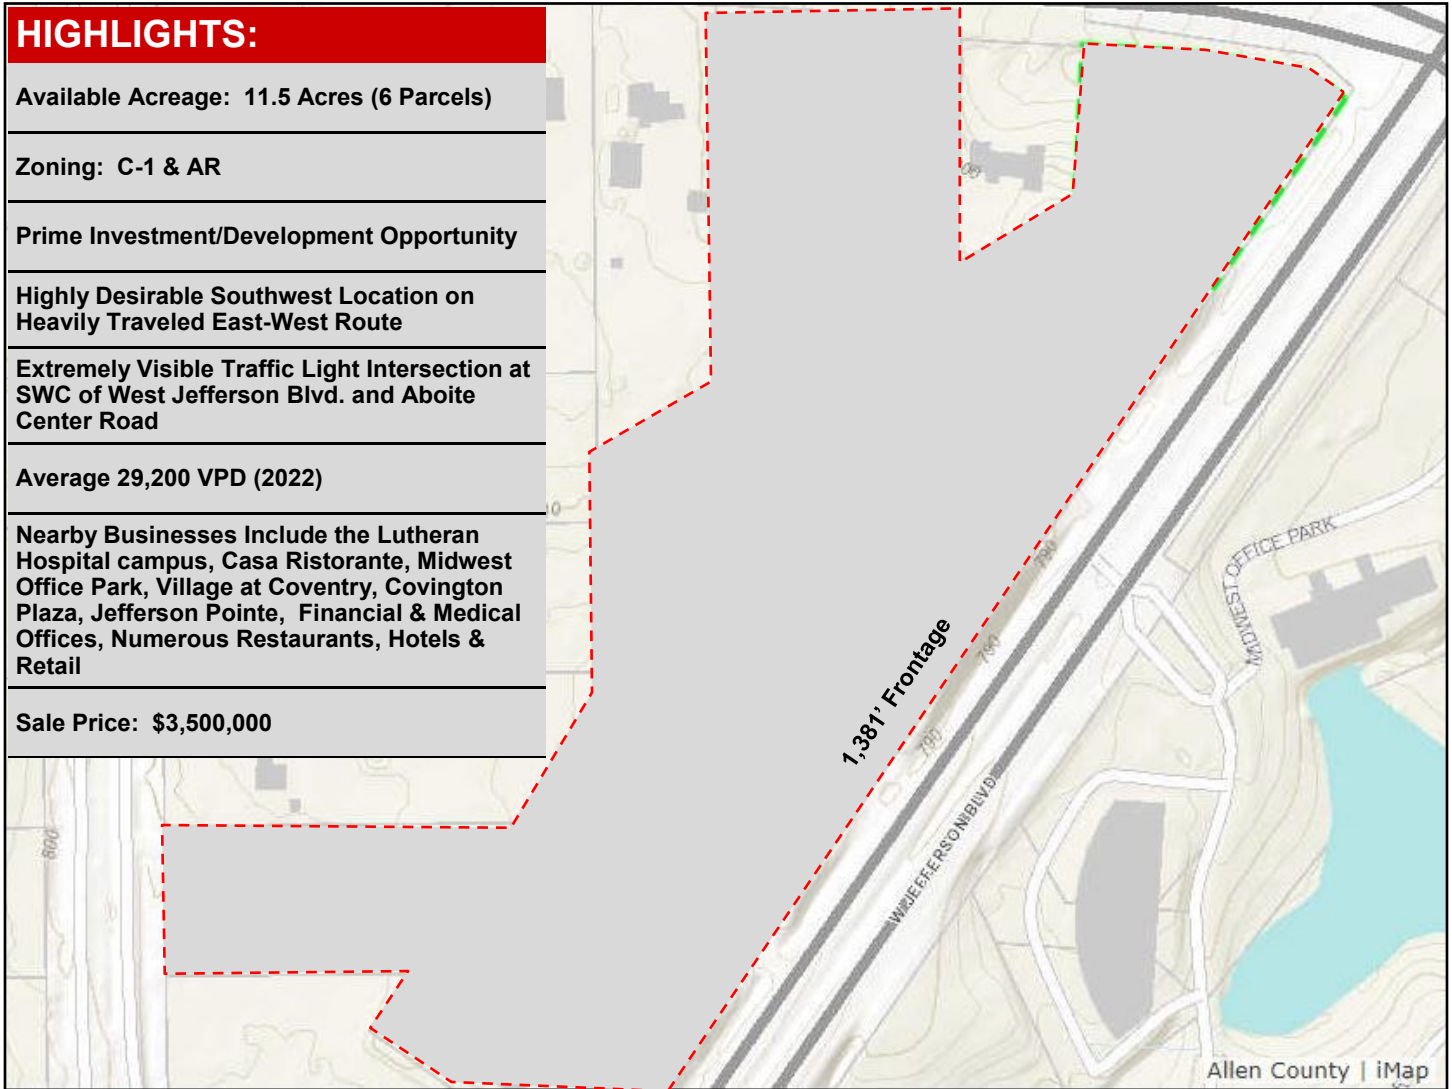 HIGHLIGHTS:
Available Acreage: 11.5 Acres (6 Parcels)
Zoning: C-1 & AR
Prime Investment/Development Opportunity
Highly Desirable Southwest Location on
Heavily Traveled East-West Route
Extremely Visible Traffic Light Intersection at
SWC of West Jefferson Blvd. and Aboite
Center Road
Average 29,200 VPD (2022)
Nearby Businesses Include the Lutheran
Hospital campus, Casa Ristorante, Midwest
Office Park, Village at Coventry, Covington
Plaza, Jefferson Pointe, Financial & Medical
Offices, Numerous Restaurants, Hotels &
Retail
Sale Price: $3,500,000
MIDWEST OFFICE PARK
790
790
1,381' Frontage
790
W JEFFERSON BLVD
800
Allen County | iMap